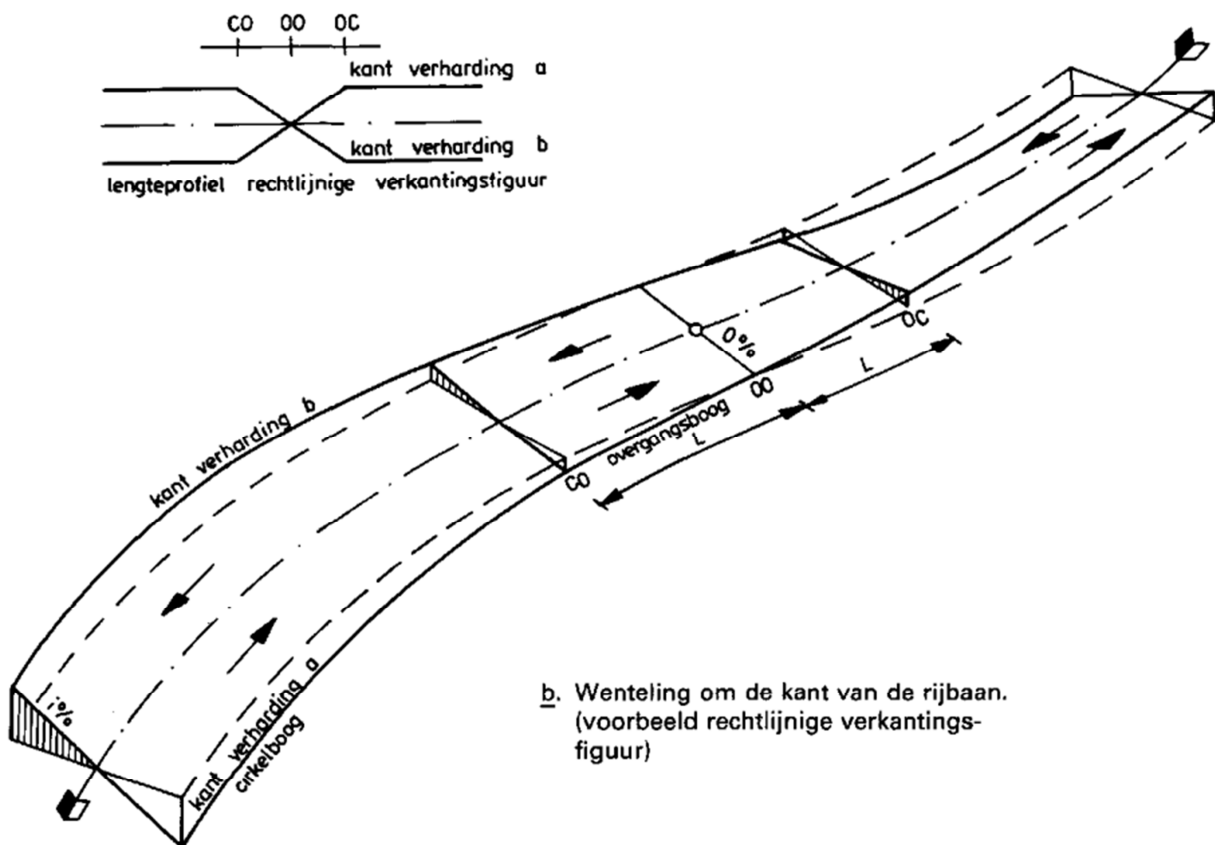 CO OO OC
kant verharding a
kant verharding b
lengteprofiel rechtlijnige verkantingsfiguur
OC
0%
L
OO
overgangsboog
L
kant verharding b
CO
i%
kant verharding a
cirkelboog
b. Wenteling om de kant van de rijbaan.
(voorbeeld rechtlijnige verkantings-
figuur)